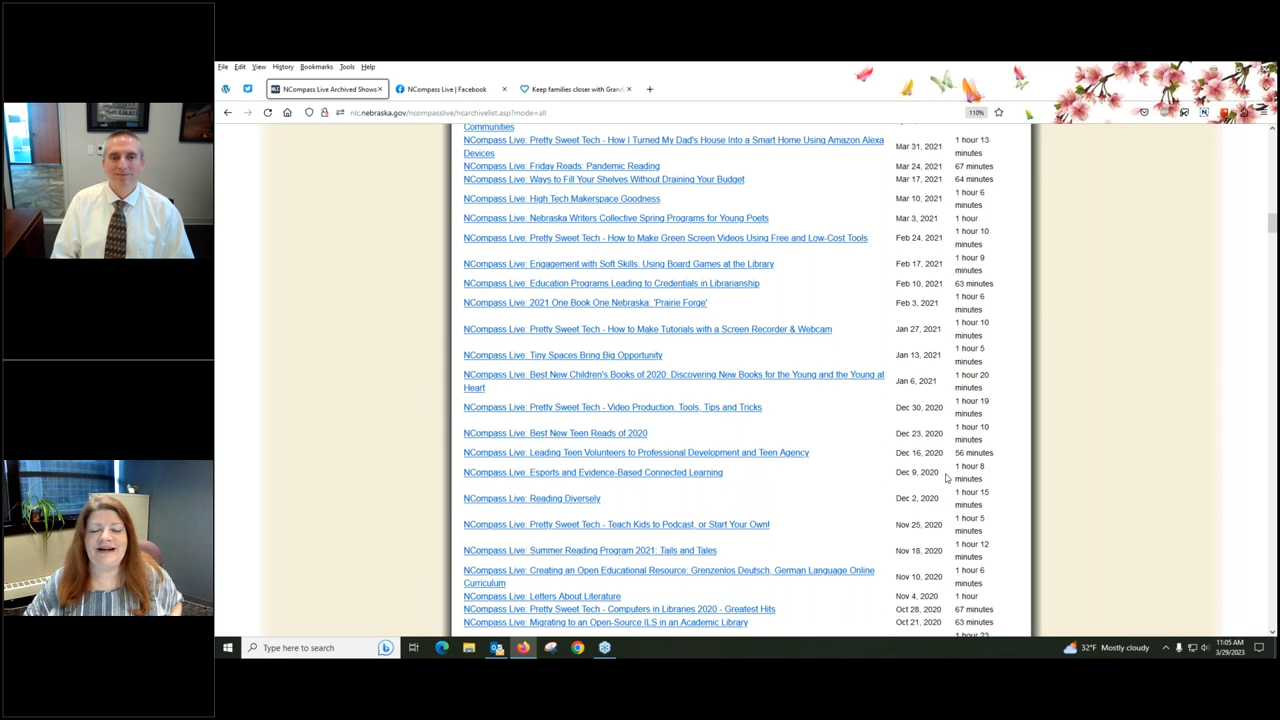 File Edit View History Bookmarks Tools Help
NCompass Live Archived Shows × NCompass Live | Facebook × Keep families closer with Grand × +
nlc.nebraska.gov/ncompasslive/ncarchivelist.asp?mode=all 110%
Communities
NCompass Live: Pretty Sweet Tech - How I Turned My Dad's House Into a Smart Home Using Amazon Alexa Devices Mar 31, 2021 1 hour 13 minutes
NCompass Live: Friday Reads: Pandemic Reading Mar 24, 2021 67 minutes
NCompass Live: Ways to Fill Your Shelves Without Draining Your Budget Mar 17, 2021 64 minutes
NCompass Live: High Tech Makerspace Goodness Mar 10, 2021 1 hour 6 minutes
NCompass Live: Nebraska Writers Collective Spring Programs for Young Poets Mar 3, 2021 1 hour
NCompass Live: Pretty Sweet Tech - How to Make Green Screen Videos Using Free and Low-Cost Tools Feb 24, 2021 1 hour 10 minutes
NCompass Live: Engagement with Soft Skills: Using Board Games at the Library Feb 17, 2021 1 hour 9 minutes
NCompass Live: Education Programs Leading to Credentials in Librarianship Feb 10, 2021 63 minutes
NCompass Live: 2021 One Book One Nebraska: 'Prairie Forge' Feb 3, 2021 1 hour 6 minutes
NCompass Live: Pretty Sweet Tech - How to Make Tutorials with a Screen Recorder & Webcam Jan 27, 2021 1 hour 10 minutes
NCompass Live: Tiny Spaces Bring Big Opportunity Jan 13, 2021 1 hour 5 minutes
NCompass Live: Best New Children's Books of 2020: Discovering New Books for the Young and the Young at Heart Jan 6, 2021 1 hour 20 minutes
NCompass Live: Pretty Sweet Tech - Video Production: Tools, Tips and Tricks Dec 30, 2020 1 hour 19 minutes
NCompass Live: Best New Teen Reads of 2020 Dec 23, 2020 1 hour 10 minutes
NCompass Live: Leading Teen Volunteers to Professional Development and Teen Agency Dec 16, 2020 56 minutes
NCompass Live: Esports and Evidence-Based Connected Learning Dec 9, 2020 1 hour 8 minutes
NCompass Live: Reading Diversely Dec 2, 2020 1 hour 15 minutes
NCompass Live: Pretty Sweet Tech - Teach Kids to Podcast, or Start Your Own! Nov 25, 2020 1 hour 5 minutes
NCompass Live: Summer Reading Program 2021: Tails and Tales Nov 18, 2020 1 hour 12 minutes
NCompass Live: Creating an Open Educational Resource: Grenzenlos Deutsch, German Language Online Curriculum Nov 10, 2020 1 hour 6 minutes
NCompass Live: Letters About Literature Nov 4, 2020 1 hour
NCompass Live: Pretty Sweet Tech - Computers in Libraries 2020 - Greatest Hits Oct 28, 2020 67 minutes
NCompass Live: Migrating to an Open-Source ILS in an Academic Library Oct 21, 2020 63 minutes
1 hour 23
Type here to search 32°F Mostly cloudy 11:05 AM
3/29/2023